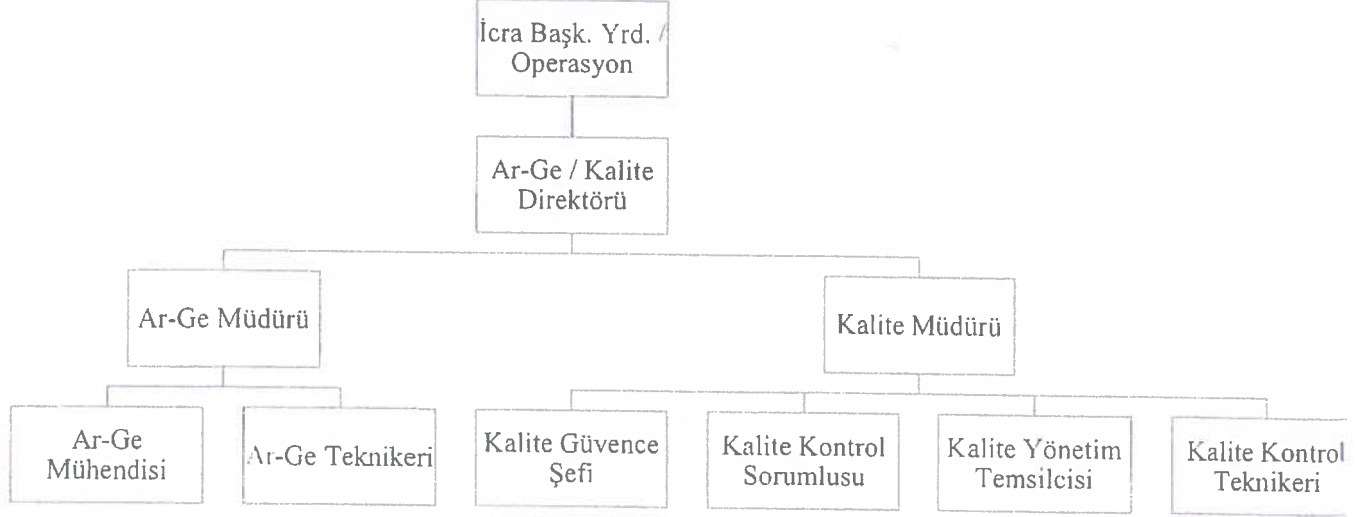 İcra Başk. Yrd. /
Operasyon
Ar-Ge / Kalite
Direktörü
Ar-Ge Müdürü
Kalite Müdürü
Ar-Ge
Mühendisi
Ar-Ge Teknikeri
Kalite Güvence
Şefi
Kalite Kontrol
Sorumlusu
Kalite Yönetim
Temsilcisi
Kalite Kontrol
Teknikeri